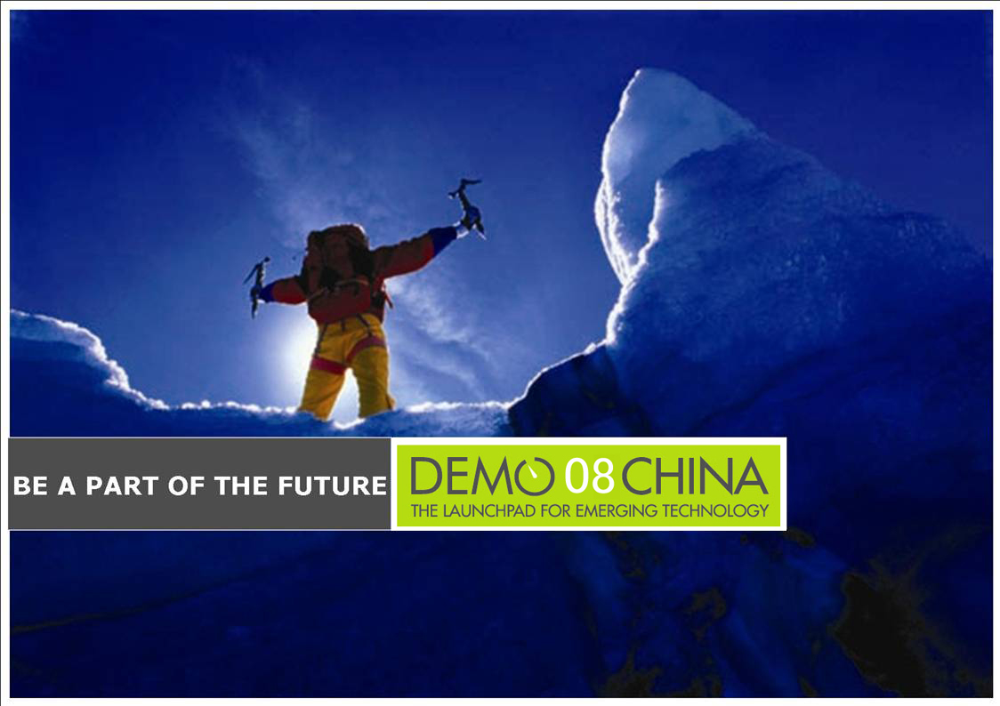 BE A PART OF THE FUTURE
DEMO 08 CHINA
THE LAUNCHPAD FOR EMERGING TECHNOLOGY